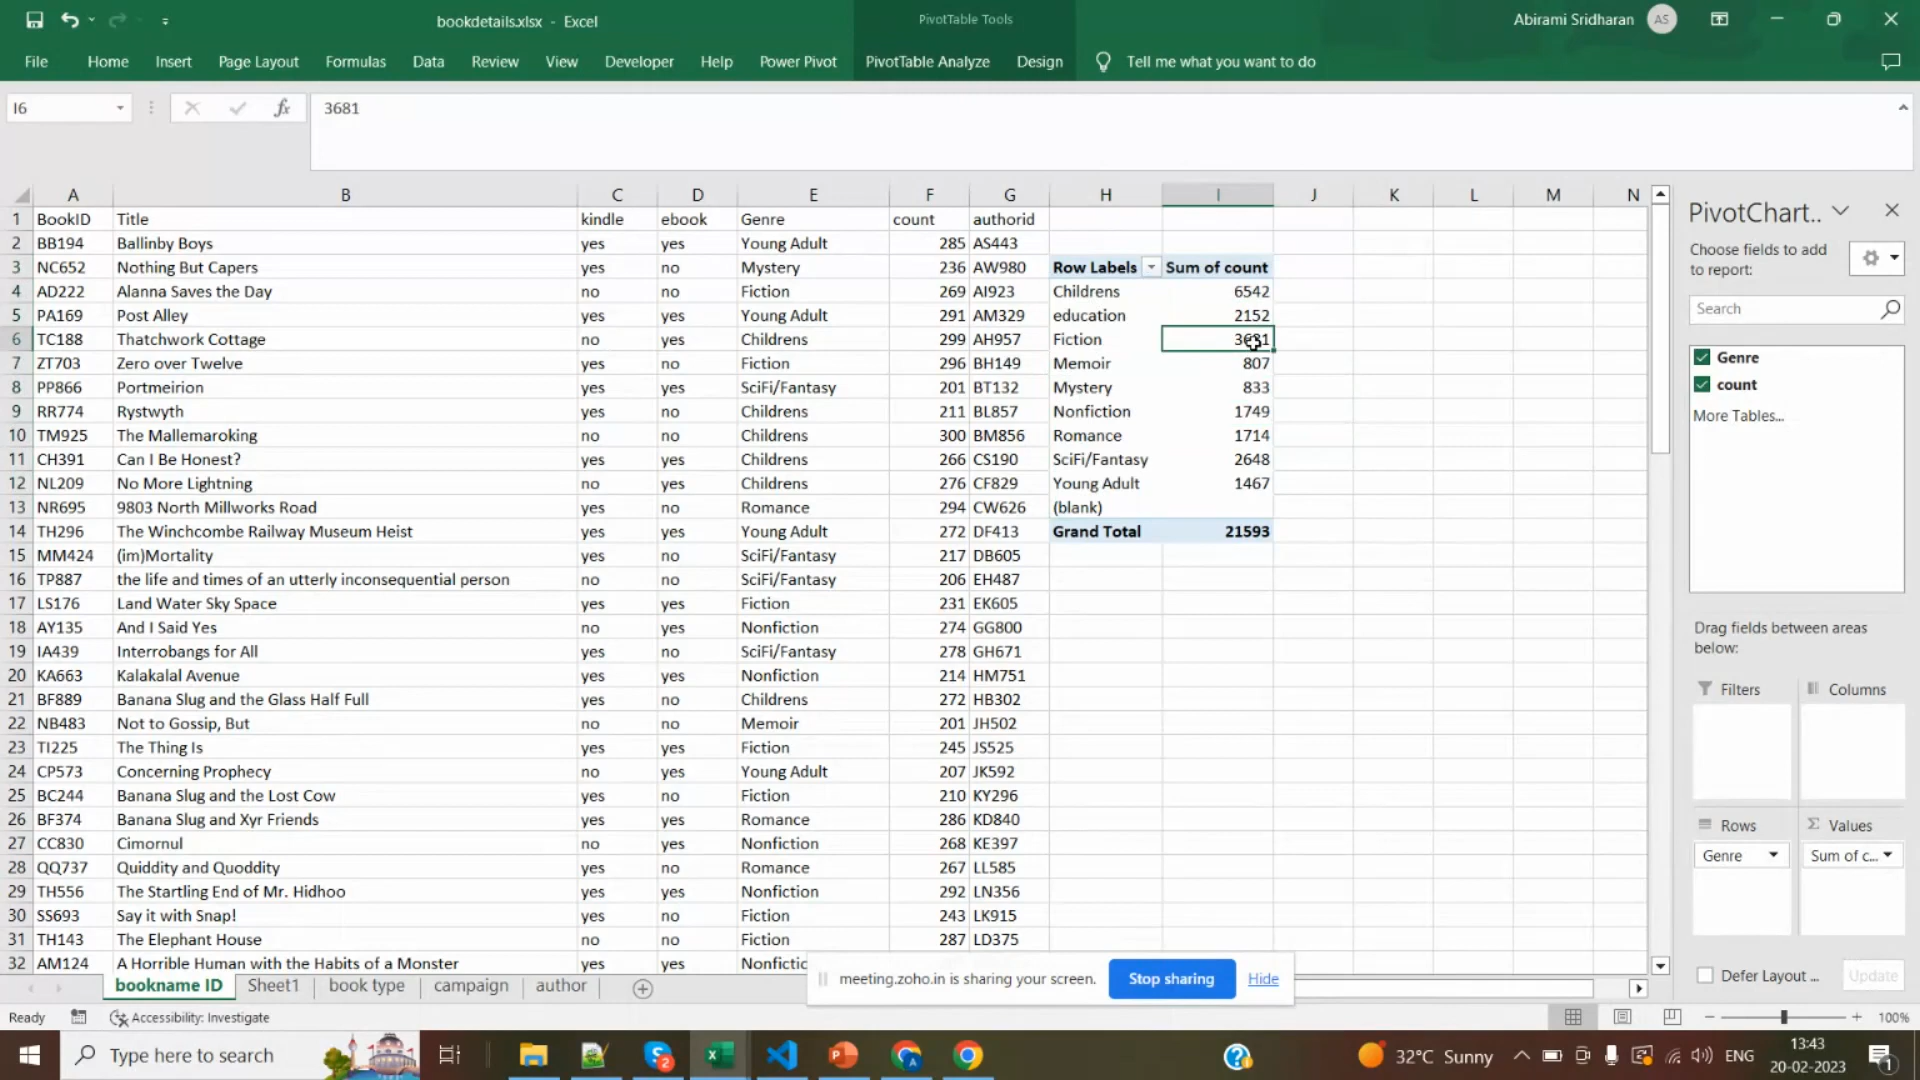 bookdetails.xlsx - Excel
PivotTable Tools
Abirami Sridharan AS
File Home Insert Page Layout Formulas Data Review View Developer Help Power Pivot PivotTable Analyze Design Tell me what you want to do
I6 fx 3681
A B C D E F G H I J K L M N
1 BookID Title kindle ebook Genre count authorid
2 BB194 Ballinby Boys yes yes Young Adult 285 AS443
3 NC652 Nothing But Capers yes no Mystery 236 AW980 Row Labels Sum of count
4 AD222 Alanna Saves the Day no no Fiction 269 AI923 Childrens 6542
5 PA169 Post Alley yes yes Young Adult 291 AM329 education 2152
6 TC188 Thatchwork Cottage no yes Childrens 299 AH957 Fiction 3681
7 ZT703 Zero over Twelve yes no Fiction 296 BH149 Memoir 807
8 PP866 Portmeirion yes yes SciFi/Fantasy 201 BT132 Mystery 833
9 RR774 Rystwyth yes no Childrens 211 BL857 Nonfiction 1749
10 TM925 The Mallemaroking no no Childrens 300 BM856 Romance 1714
11 CH391 Can I Be Honest? yes yes Childrens 266 CS190 SciFi/Fantasy 2648
12 NL209 No More Lightning no yes Childrens 276 CF829 Young Adult 1467
13 NR695 9803 North Millworks Road yes no Romance 294 CW626 (blank)
14 TH296 The Winchcombe Railway Museum Heist yes yes Young Adult 272 DF413 Grand Total 21593
15 MM424 (im)Mortality yes no SciFi/Fantasy 217 DB605
16 TP887 the life and times of an utterly inconsequential person no no SciFi/Fantasy 206 EH487
17 LS176 Land Water Sky Space yes yes Fiction 231 EK605
18 AY135 And I Said Yes no yes Nonfiction 274 GG800
19 IA439 Interrobangs for All yes no SciFi/Fantasy 278 GH671
20 KA663 Kalakalal Avenue yes yes Nonfiction 214 HM751
21 BF889 Banana Slug and the Glass Half Full yes no Childrens 272 HB302
22 NB483 Not to Gossip, But no no Memoir 201 JH502
23 TI225 The Thing Is yes yes Fiction 245 JS525
24 CP573 Concerning Prophecy no yes Young Adult 207 JK592
25 BC244 Banana Slug and the Lost Cow yes no Fiction 210 KY296
26 BF374 Banana Slug and Xyr Friends yes yes Romance 286 KD840
27 CC830 Cimornul no yes Nonfiction 268 KE397
28 QQ737 Quiddity and Quoddity yes no Romance 267 LL585
29 TH556 The Startling End of Mr. Hidhoo yes yes Nonfiction 292 LN356
30 SS693 Say it with Snap! yes no Fiction 243 LK915
31 TH143 The Elephant House no no Fiction 287 LD375
32 AM124 A Horrible Human with the Habits of a Monster yes yes Nonfictic
PivotChart..
Choose fields to add
to report:
Search
Genre
count
More Tables...
Drag fields between areas
below:
Filters Columns
Rows Σ Values
Genre Sum of c...
Defer Layout ... Update
meeting.zoho.in is sharing your screen. Stop sharing Hide
bookname ID Sheet1 book type campaign author
Ready Accessibility: Investigate 100%
Type here to search 2 32°C Sunny ENG 13:43
20-02-2023 1